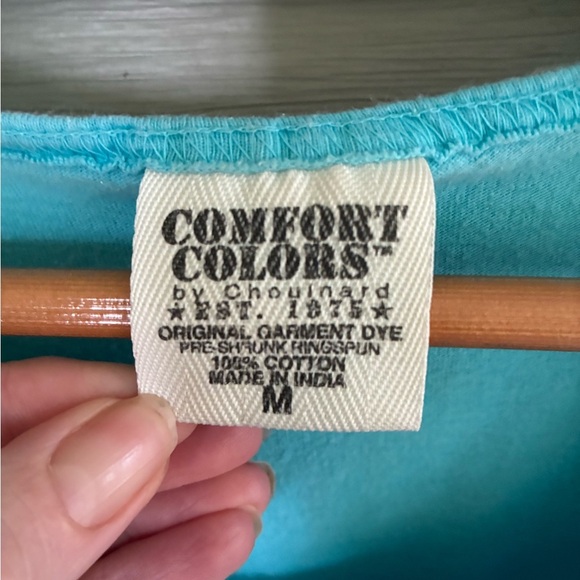 COMFORT
COLORS™
by Chouinard
★ EST. 1975 ★
ORIGINAL GARMENT DYE
PRE-SHRUNK RINGSPUN
100% COTTON
MADE IN INDIA
M